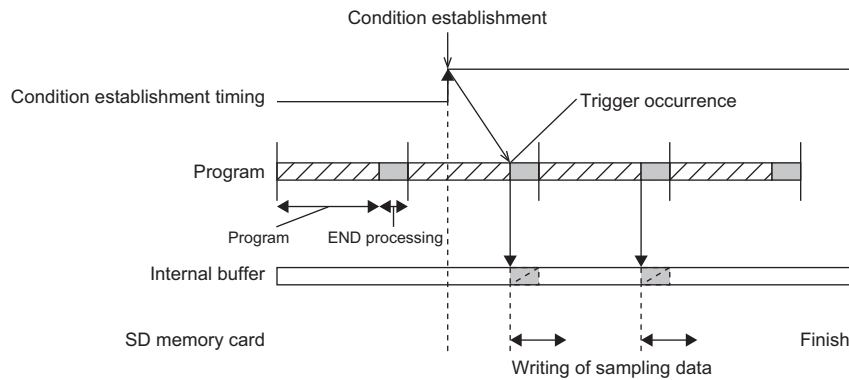 Condition establishment
Condition establishment timing
Trigger occurrence
Program
Program
END processing
Internal buffer
SD memory card
Finish
Writing of sampling data